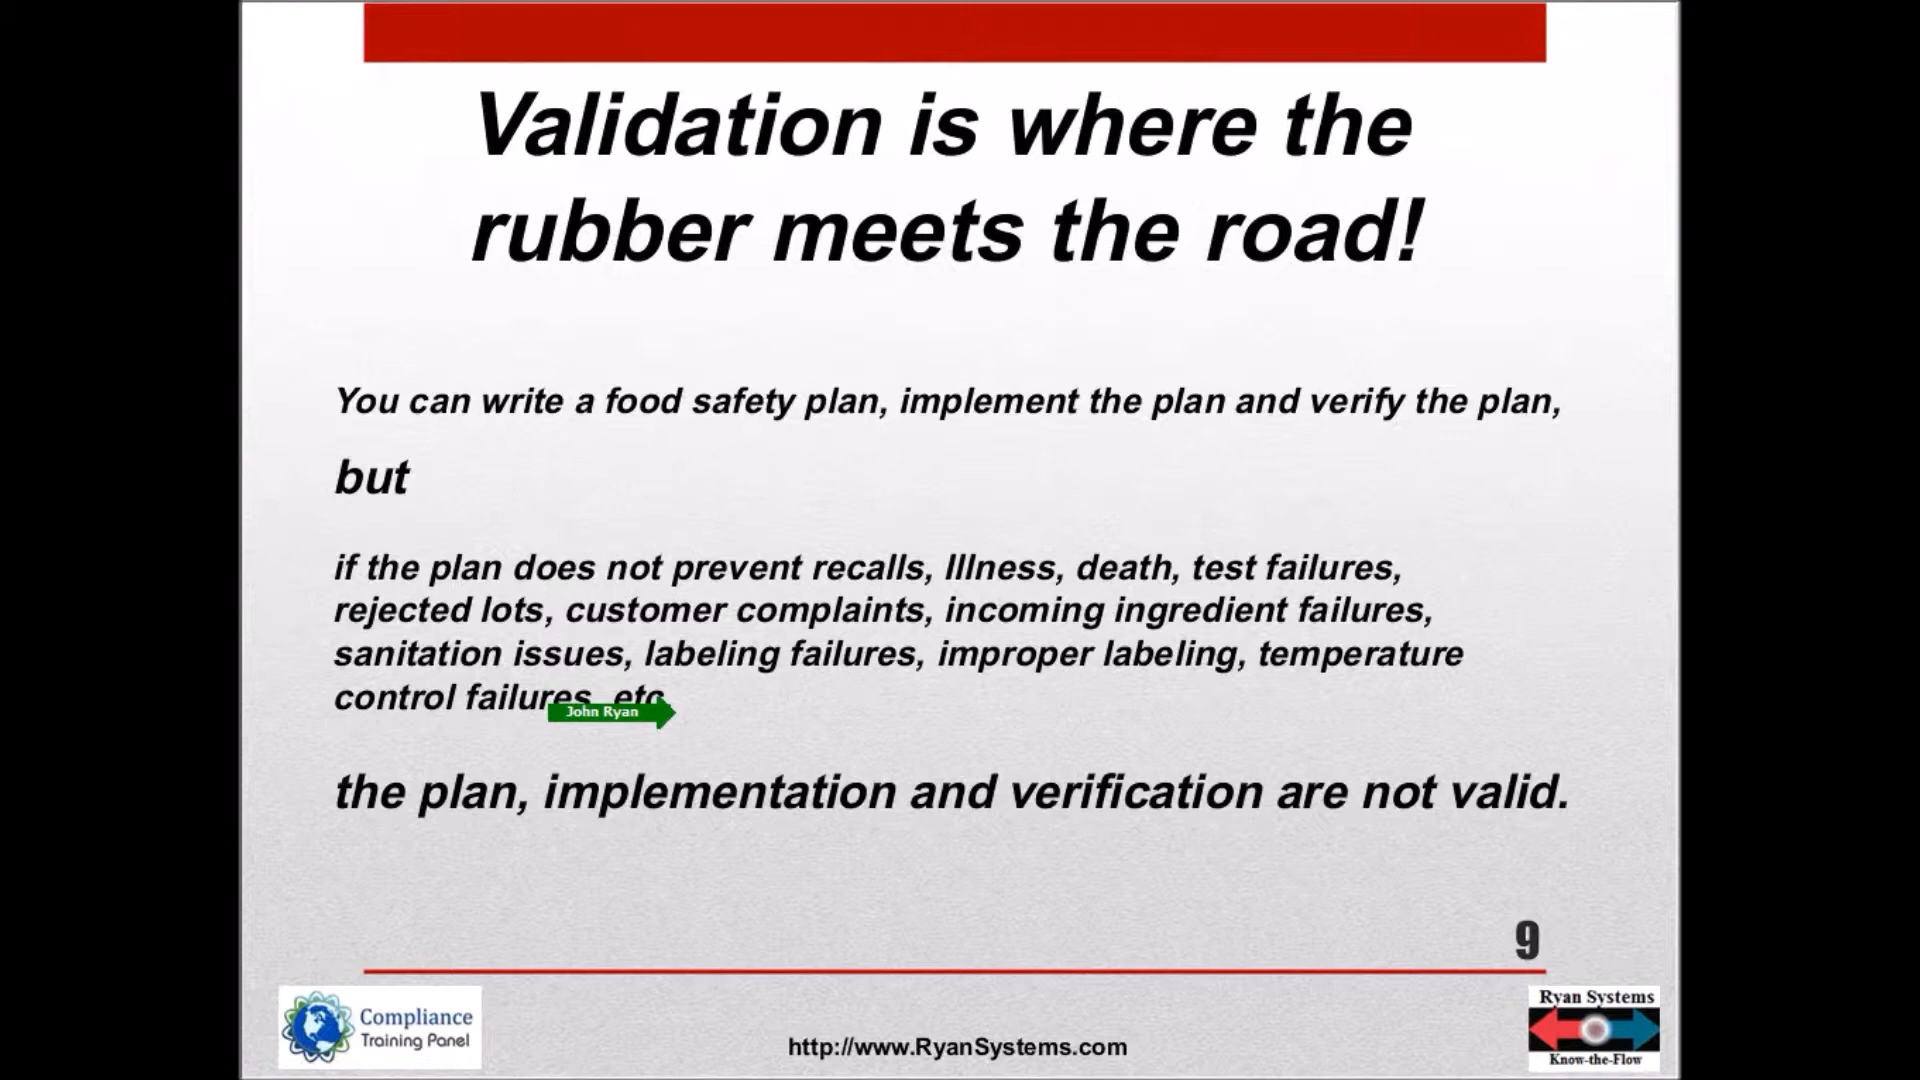 Validation is where the
rubber meets the road!
You can write a food safety plan, implement the plan and verify the plan,
but
if the plan does not prevent recalls, Illness, death, test failures,
rejected lots, customer complaints, incoming ingredient failures,
sanitation issues, labeling failures, improper labeling, temperature
control failures, etc.
John Ryan
the plan, implementation and verification are not valid.
9
Compliance
Training Panel
http://www.RyanSystems.com
Ryan Systems
Know-the-Flow